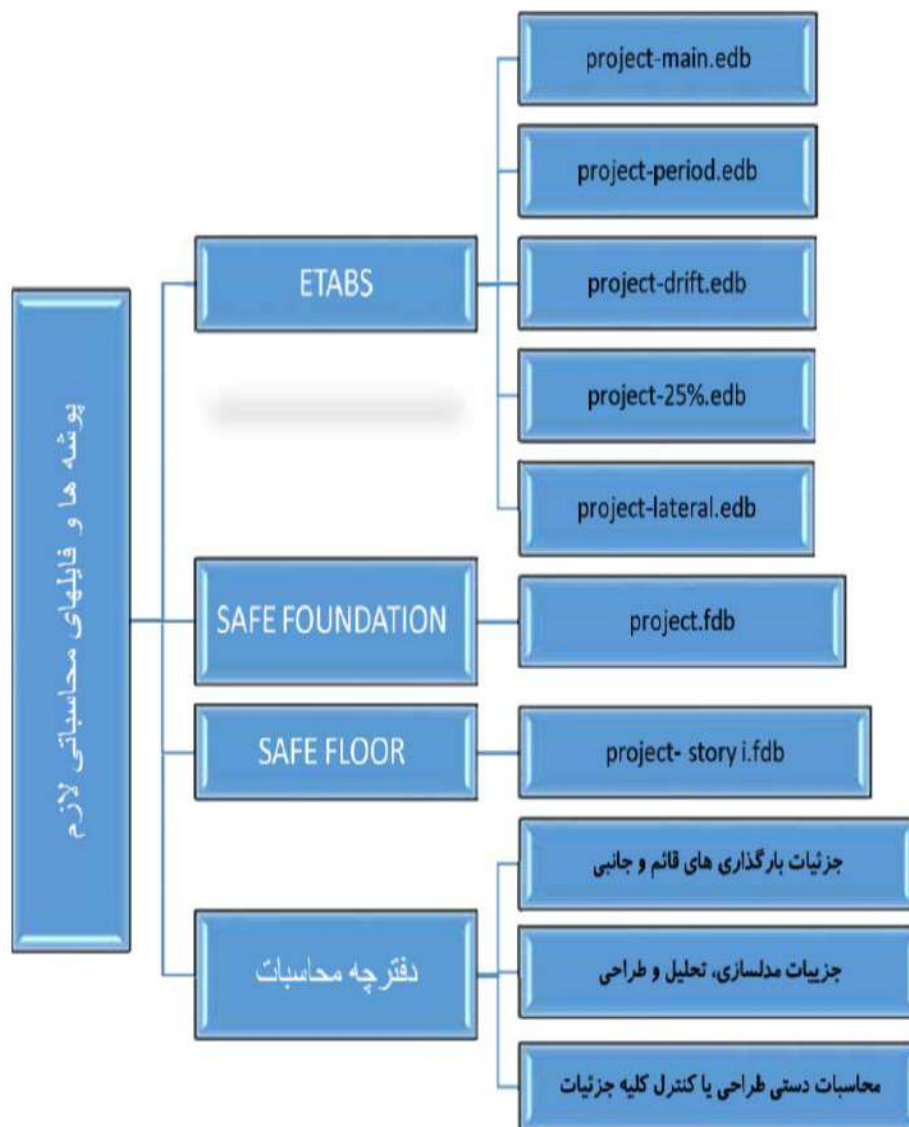 پوشه ها و فایلهای محاسباتی لازم
ETABS
project-main.edb
project-period.edb
project-drift.edb
project-25%.edb
project-lateral.edb
SAFE FOUNDATION
project.fdb
SAFE FLOOR
project- story i.fdb
دفترچه محاسبات
جزئیات بارگذاری های قائم و جانبی
جزییات مدلسازی، تحلیل و طراحی
محاسبات دستی طراحی یا کنترل کلیه جزئیات